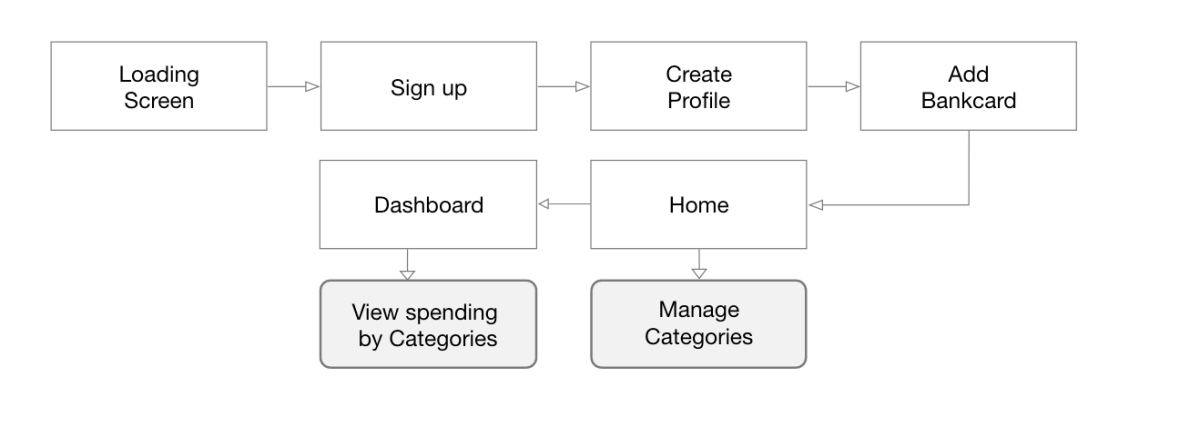 Loading
Screen
Sign up
Create
Profile
Add
Bankcard
Dashboard
Home
View spending
by Categories
Manage
Categories